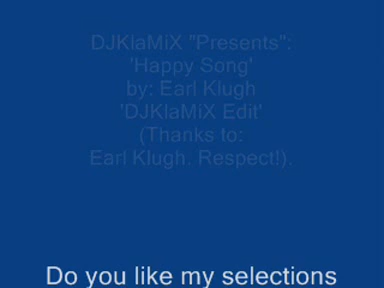 DJKlaMiX "Presents":
'Happy Song'
by: Earl Klugh
'DJKlaMiX Edit'
(Thanks to:
Earl Klugh. Respect!).
Do you like my selections